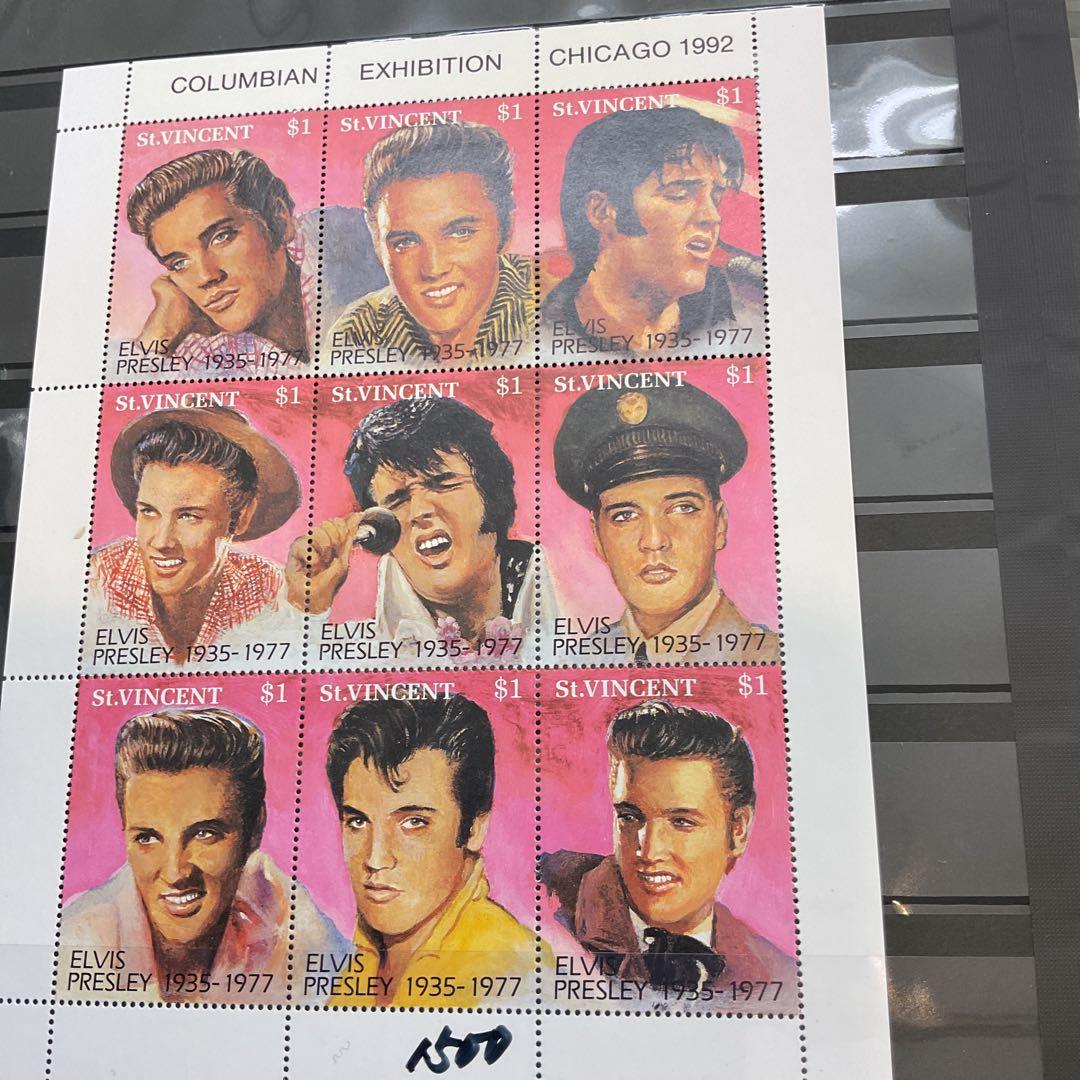 COLUMBIAN EXHIBITION CHICAGO 1992
St.VINCENT $1
ELVIS
PRESLEY 1935-1977
St.VINCENT $1
ELVIS
PRESLEY 1935-1977
St.VINCENT $1
ELVIS
PRESLEY 1935-1977
St.VINCENT $1
ELVIS
PRESLEY 1935-1977
St.VINCENT $1
ELVIS
PRESLEY 1935-1977
St.VINCENT $1
ELVIS
PRESLEY 1935-1977
St.VINCENT $1
ELVIS
PRESLEY 1935-1977
St.VINCENT $1
ELVIS
PRESLEY 1935-1977
St.VINCENT $1
ELVIS
PRESLEY 1935-1977
1500